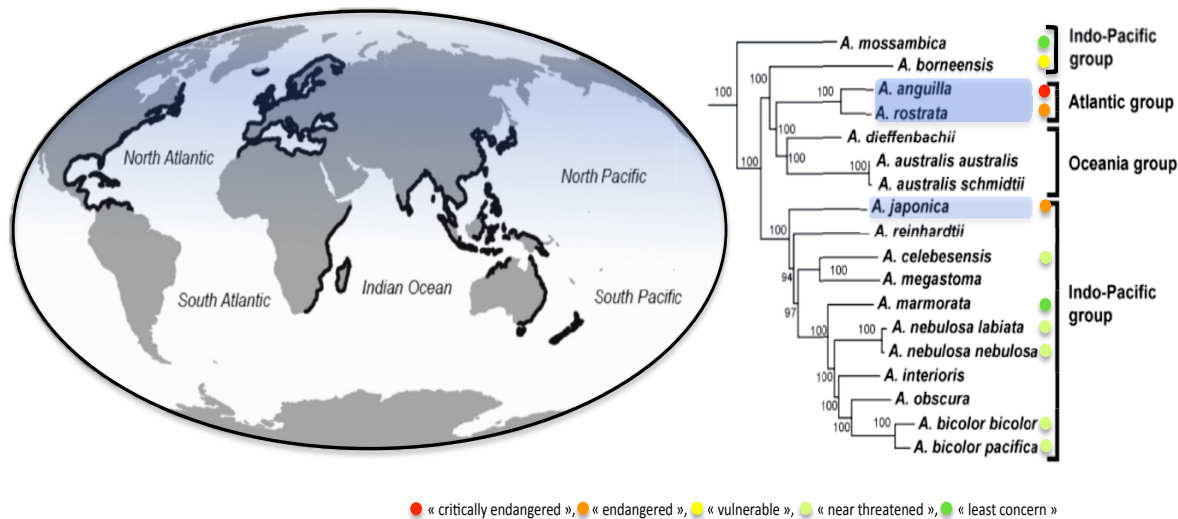 North Atlantic
North Pacific
South Atlantic
Indian Ocean
South Pacific
100
A. mossambica
100
A. borneensis
100
A. anguilla
A. rostrata
100
A. dieffenbachii
100
100
A. australis australis
A. australis schmidtii
A. japonica
100
A. reinhardtii
A. celebesensis
94
100
A. megastoma
97
A. marmorata
100
100
A. nebulosa labiata
A. nebulosa nebulosa
100
A. interioris
100
A. obscura
100
100
A. bicolor bicolor
A. bicolor pacifica
Indo-Pacific
group
Atlantic group
Oceania group
Indo-Pacific
group
« critically endangered », « endangered », « vulnerable », « near threatened », « least concern »